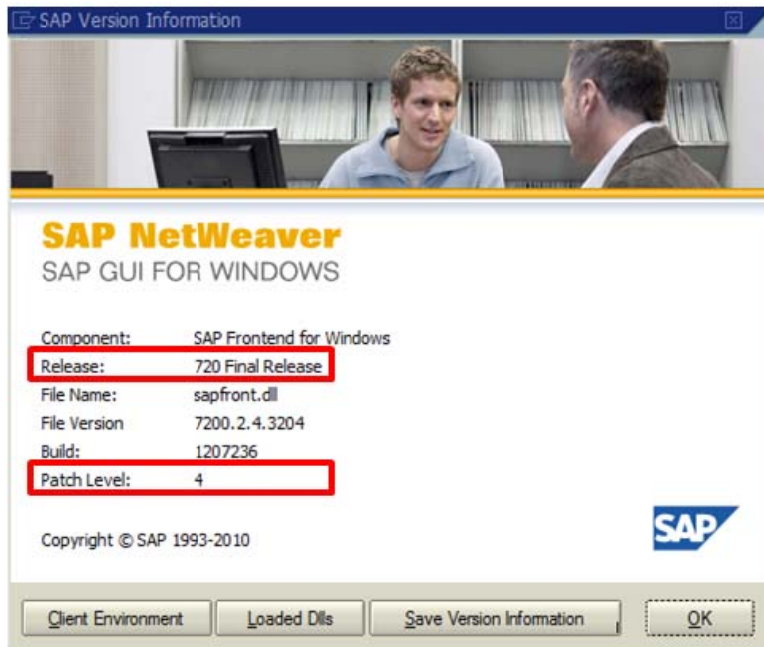 SAP Version Information
SAP NetWeaver
SAP GUI FOR WINDOWS
Component: SAP Frontend for Windows
Release: 720 Final Release
File Name: sapfront.dll
File Version 7200.2.4.3204
Build: 1207236
Patch Level: 4
Copyright © SAP 1993-2010
SAP
Client Environment Loaded Dlls Save Version Information OK